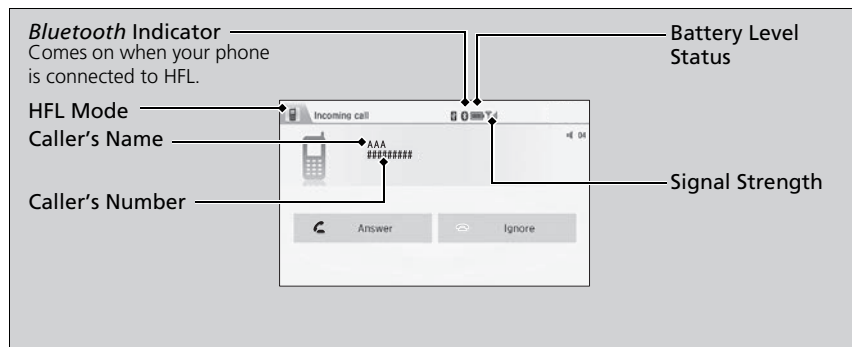 Bluetooth Indicator
Comes on when your phone
is connected to HFL.
Battery Level
Status
HFL Mode
Incoming call
Caller's Name
AAA
#########
04
Signal Strength
Caller's Number
Answer
Ignore